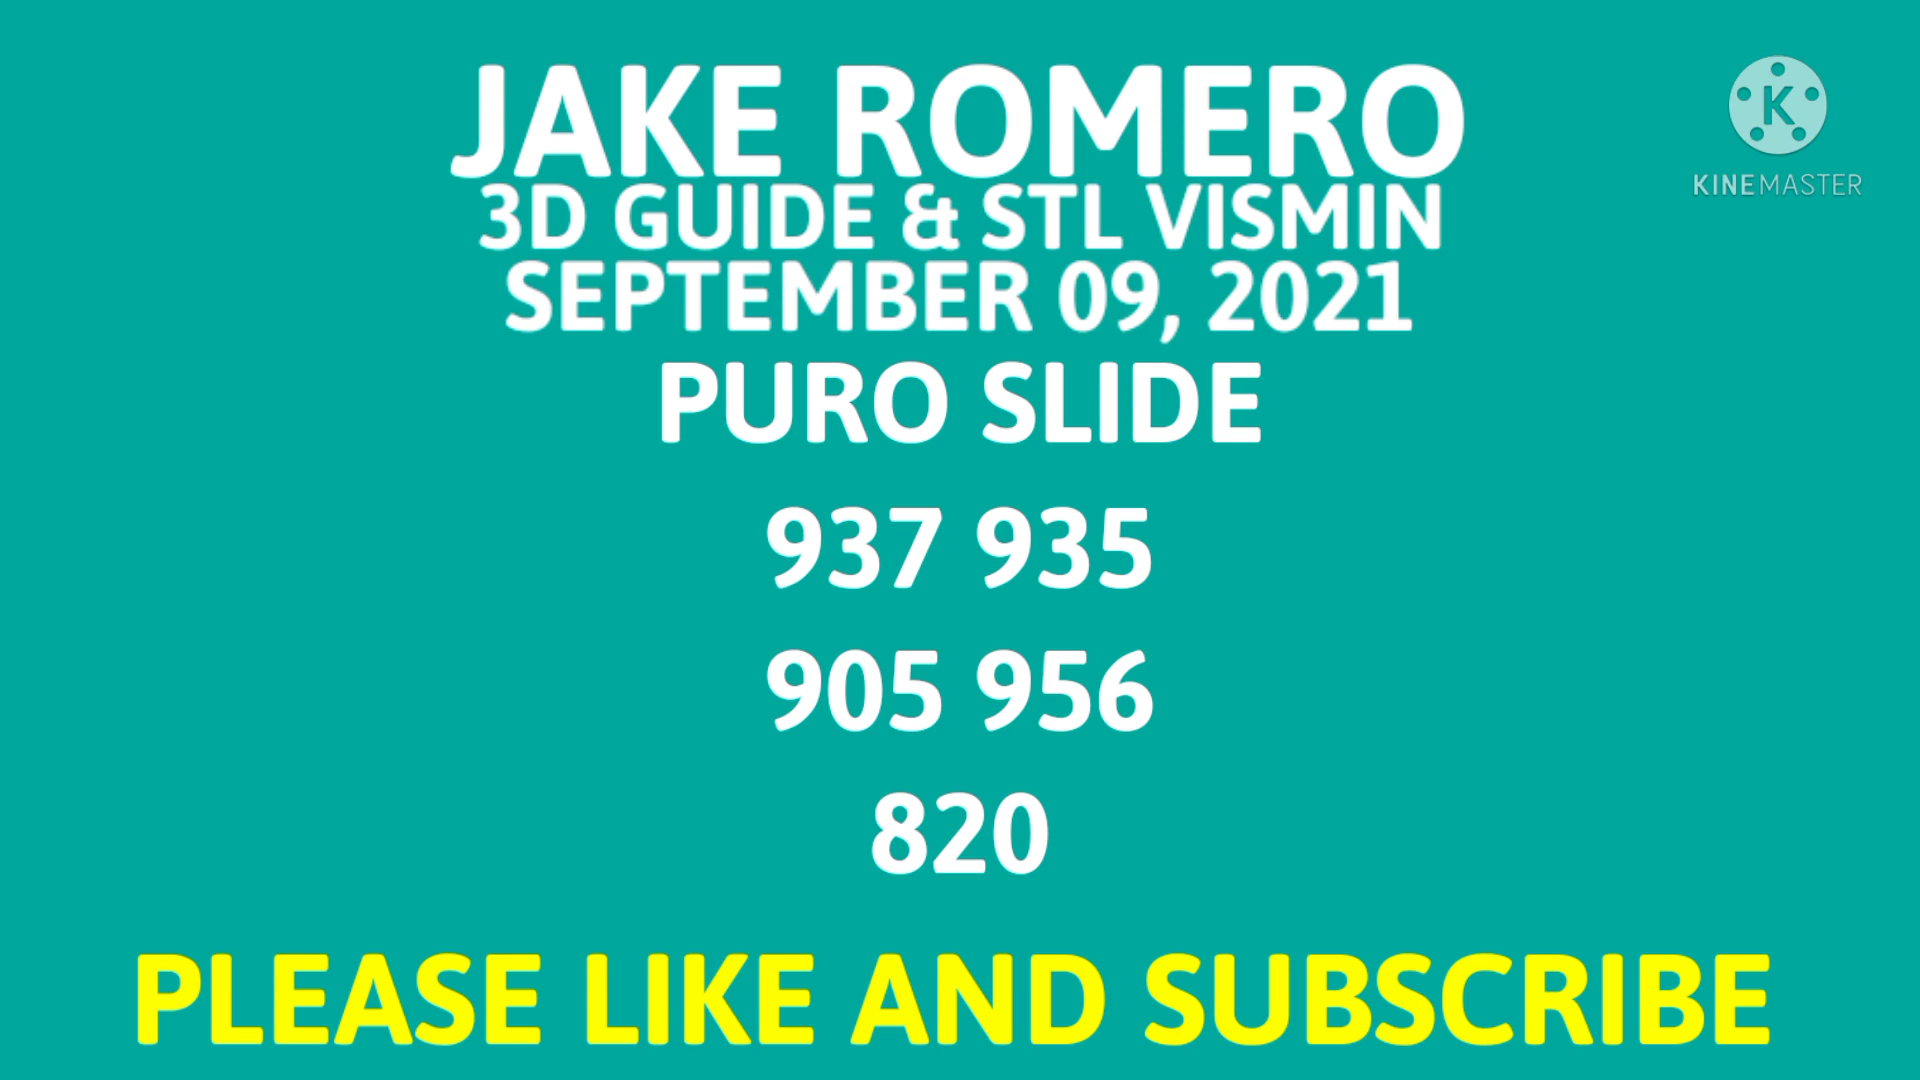 JAKE ROMERO
3D GUIDE & STL VISMIN
SEPTEMBER 09, 2021
PURO SLIDE
937 935
905 956
820
PLEASE LIKE AND SUBSCRIBE
K
KINEMASTER